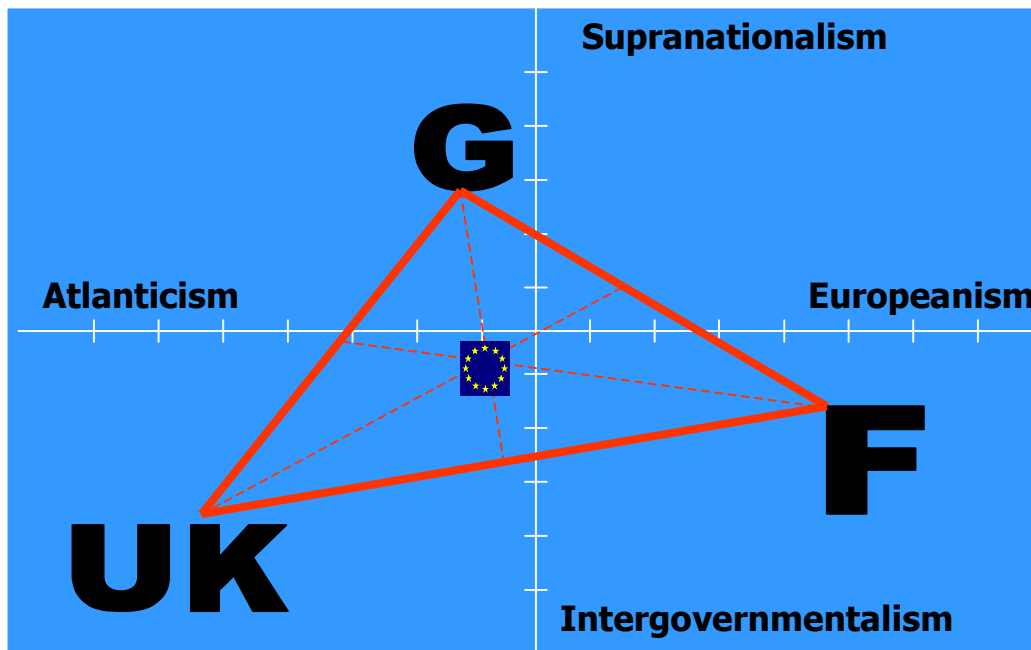 Supranationalism
G
Atlanticism
Europeanism
F
UK
Intergovernmentalism